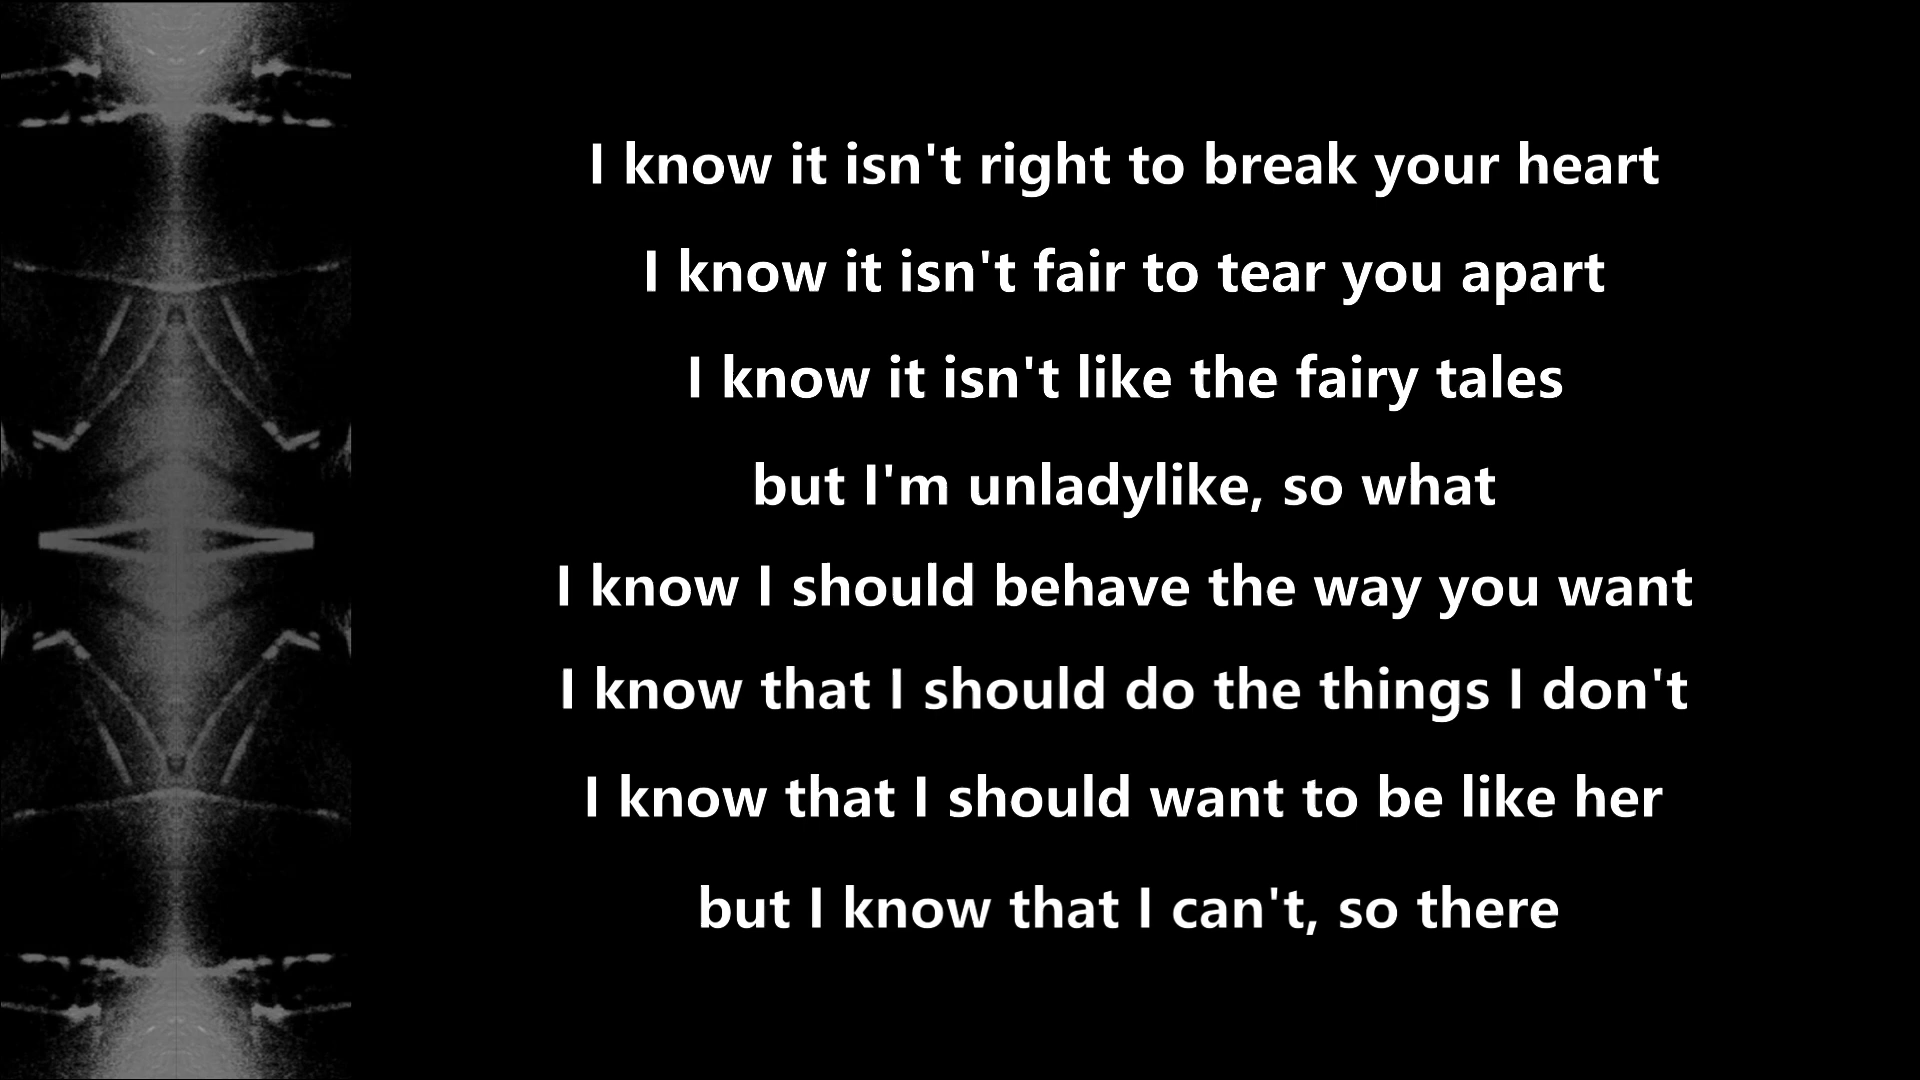 I know it isn't right to break your heart
I know it isn't fair to tear you apart
I know it isn't like the fairy tales
but I'm unladylike, so what
I know I should behave the way you want
I know that I should do the things I don't
I know that I should want to be like her
but I know that I can't, so there